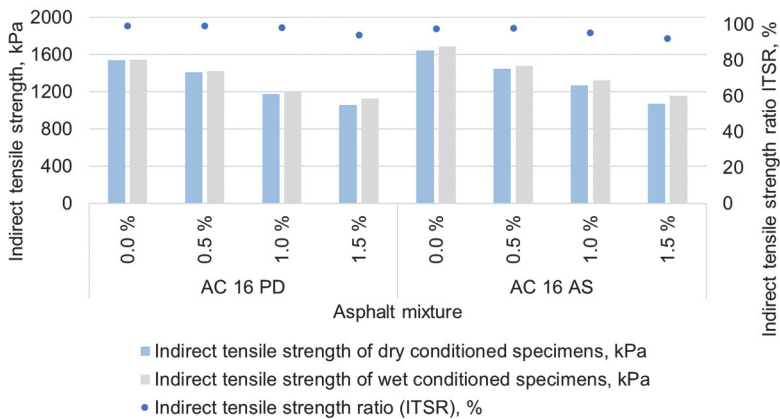 Indirect tensile strength, kPa
2000
1600
1200
800
400
0
100
80
60
40
20
0
Indirect tensile strength ratio ITSR, %
0.0 %
0.5 %
1.0 %
1.5 %
0.0 %
0.5 %
1.0 %
1.5 %
AC 16 PD
AC 16 AS
Asphalt mixture
Indirect tensile strength of dry conditioned specimens, kPa
Indirect tensile strength of wet conditioned specimens, kPa
Indirect tensile strength ratio (ITSR), %